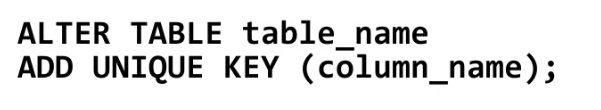 ALTER TABLE table_name
ADD UNIQUE KEY (column_name);